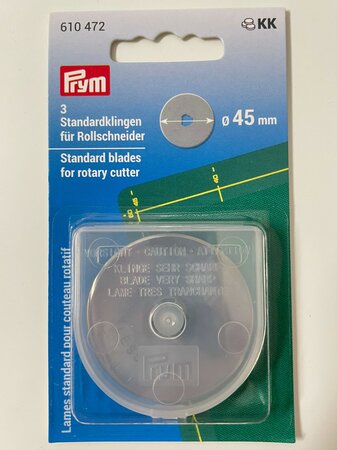 610 472
KK
Prym
3
Standardklingen
für Rollschneider
Standard blades
for rotary cutter
ø 45 mm
Lames standard pour couteau rotatif
VORSICHT - CAUTION - ATTENTION
KLINGE SEHR SCHARF
BLADE VERY SHARP
LAME TRES TRANCHANTE
Prym